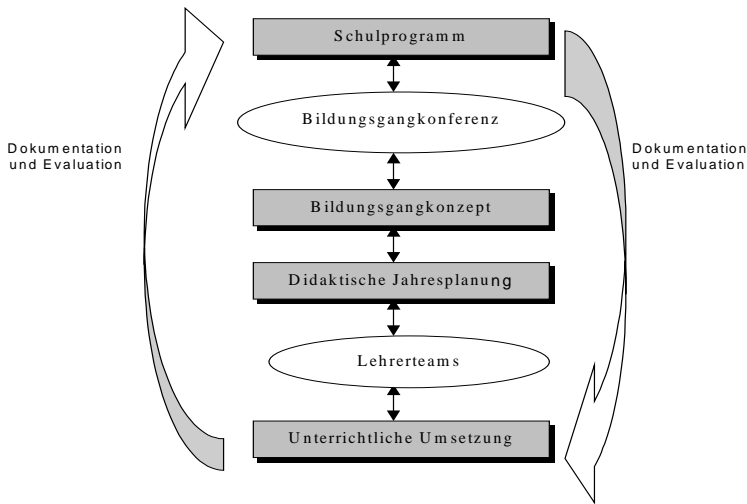 Schulprogramm
Bildungsgangkonferenz
Dokumentation
und Evaluation
Dokumentation
und Evaluation
Bildungsgangkonzept
Didaktische Jahresplanung
Lehrerteams
Unterrichtliche Umsetzung